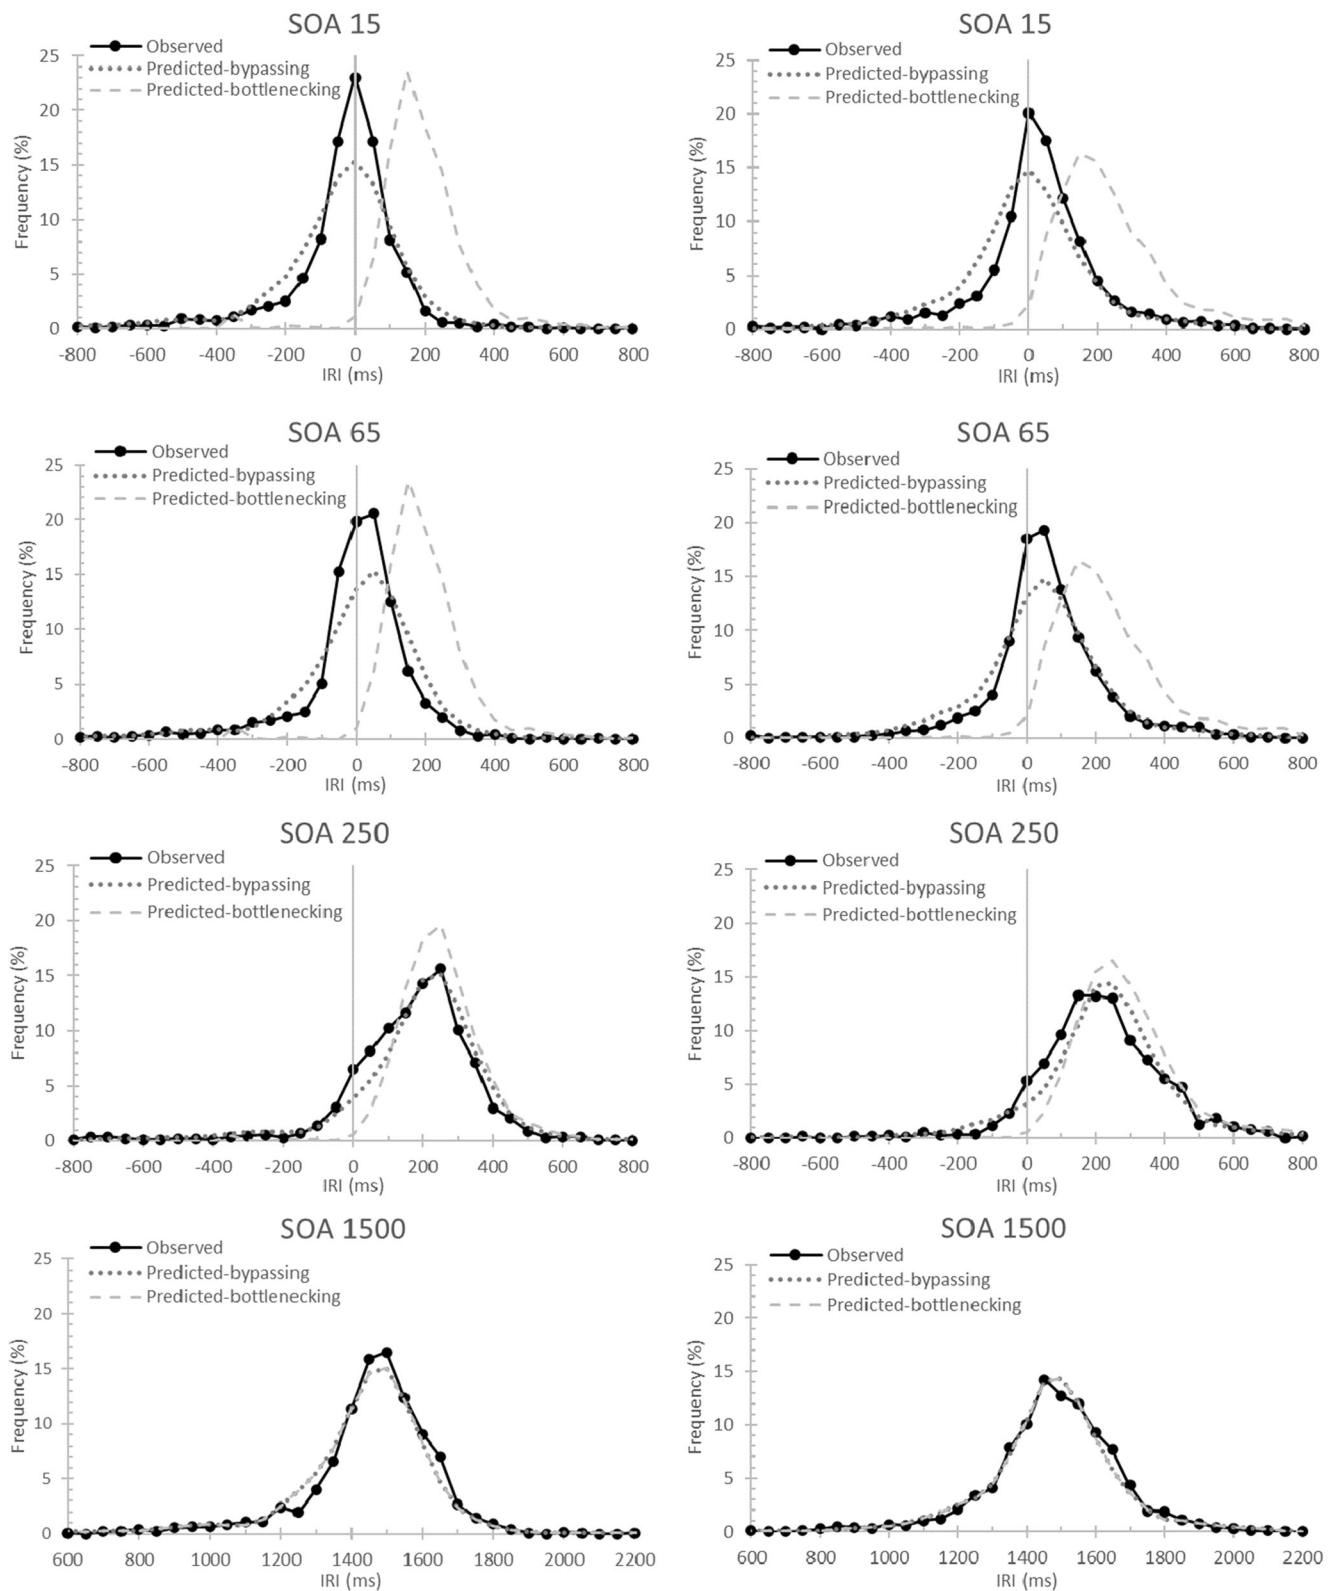 SOA 15
Observed
Predicted-bypassing
Predicted-bottlenecking
Frequency (%)
25
20
15
10
5
0
-800 -600 -400 -200 0 200 400 600 800
IRI (ms)
SOA 15
Observed
Predicted-bypassing
Predicted-bottlenecking
Frequency (%)
25
20
15
10
5
0
-800 -600 -400 -200 0 200 400 600 800
IRI (ms)
SOA 65
Observed
Predicted-bypassing
Predicted-bottlenecking
Frequency (%)
25
20
15
10
5
0
-800 -600 -400 -200 0 200 400 600 800
IRI (ms)
SOA 65
Observed
Predicted-bypassing
Predicted-bottlenecking
Frequency (%)
25
20
15
10
5
0
-800 -600 -400 -200 0 200 400 600 800
IRI (ms)
SOA 250
Observed
Predicted-bypassing
Predicted-bottlenecking
Frequency (%)
25
20
15
10
5
0
-800 -600 -400 -200 0 200 400 600 800
IRI (ms)
SOA 250
Observed
Predicted-bypassing
Predicted-bottlenecking
Frequency (%)
25
20
15
10
5
0
-800 -600 -400 -200 0 200 400 600 800
IRI (ms)
SOA 1500
Observed
Predicted-bypassing
Predicted-bottlenecking
Frequency (%)
25
20
15
10
5
0
600 800 1000 1200 1400 1600 1800 2000 2200
IRI (ms)
SOA 1500
Observed
Predicted-bypassing
Predicted-bottlenecking
Frequency (%)
25
20
15
10
5
0
600 800 1000 1200 1400 1600 1800 2000 2200
IRI (ms)